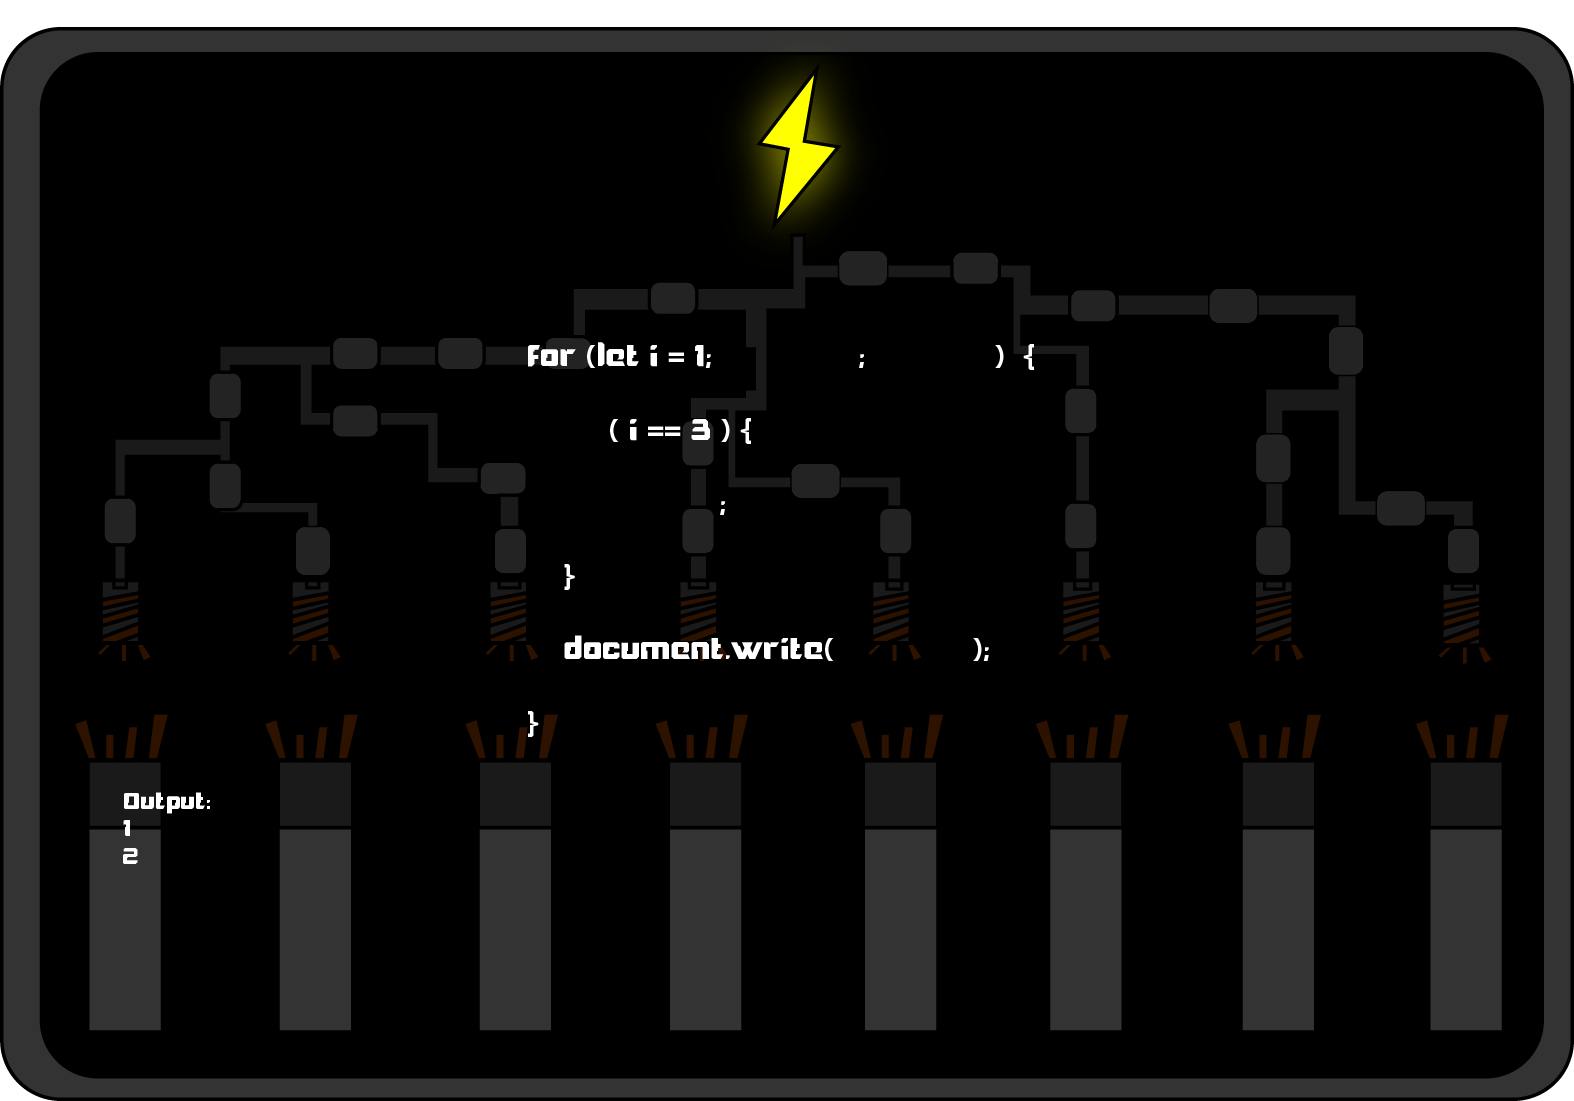 for (let i = 1; ; ) {
( i == 3 ) {
;
}
document.write( );
}
Output:
1
2